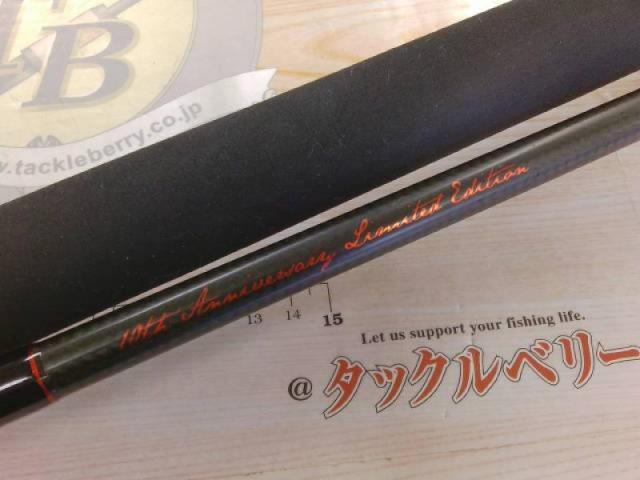 TB
www.tackleberry.co.jp
10th Anniversary Limited Edition
13 14 15
Let us support your fishing life.
@タックルベリー